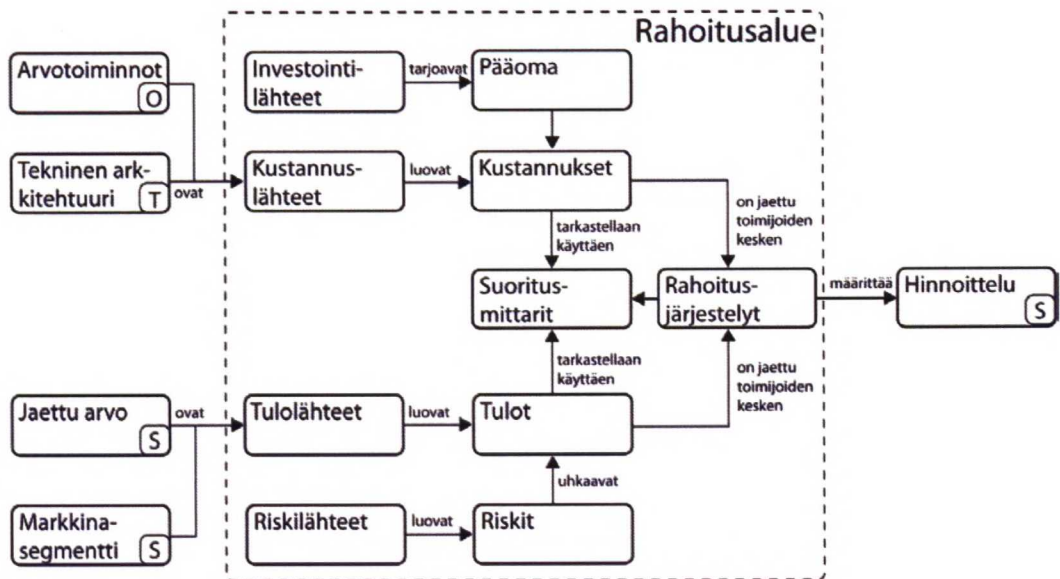 Rahoitusalue
Arvotoiminnot
O
Investointi-
lähteet
tarjoavat
Pääoma
Tekninen ark-
kitehtuuri
T
ovat
Kustannus-
lähteet
luovat
Kustannukset
tarkastellaan
käyttäen
on jaettu
toimijoiden
kesken
Suoritus-
mittarit
Rahoitus-
järjestelyt
määrittää
Hinnoittelu
S
tarkastellaan
käyttäen
on jaettu
toimijoiden
kesken
Jaettu arvo
S
ovat
Tulolähteet
luovat
Tulot
uhkaavat
Markkina-
segmentti
S
Riskilähteet
luovat
Riskit